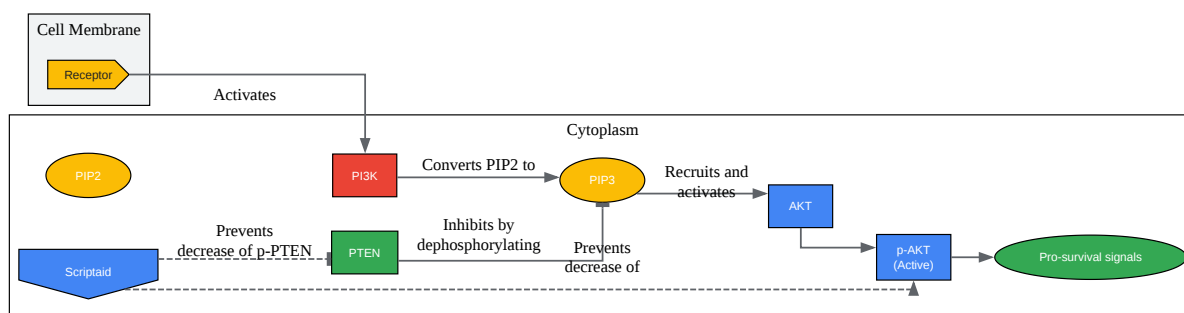 Cell Membrane
Receptor
Activates
Cytoplasm
PIP2
PI3K
Converts PIP2 to
PIP3
Recruits and
activates
AKT
Prevents
decrease of p-PTEN
PTEN
Inhibits by
dephosphorylating
Prevents
decrease of
p-AKT
(Active)
Pro-survival signals
Scriptaid